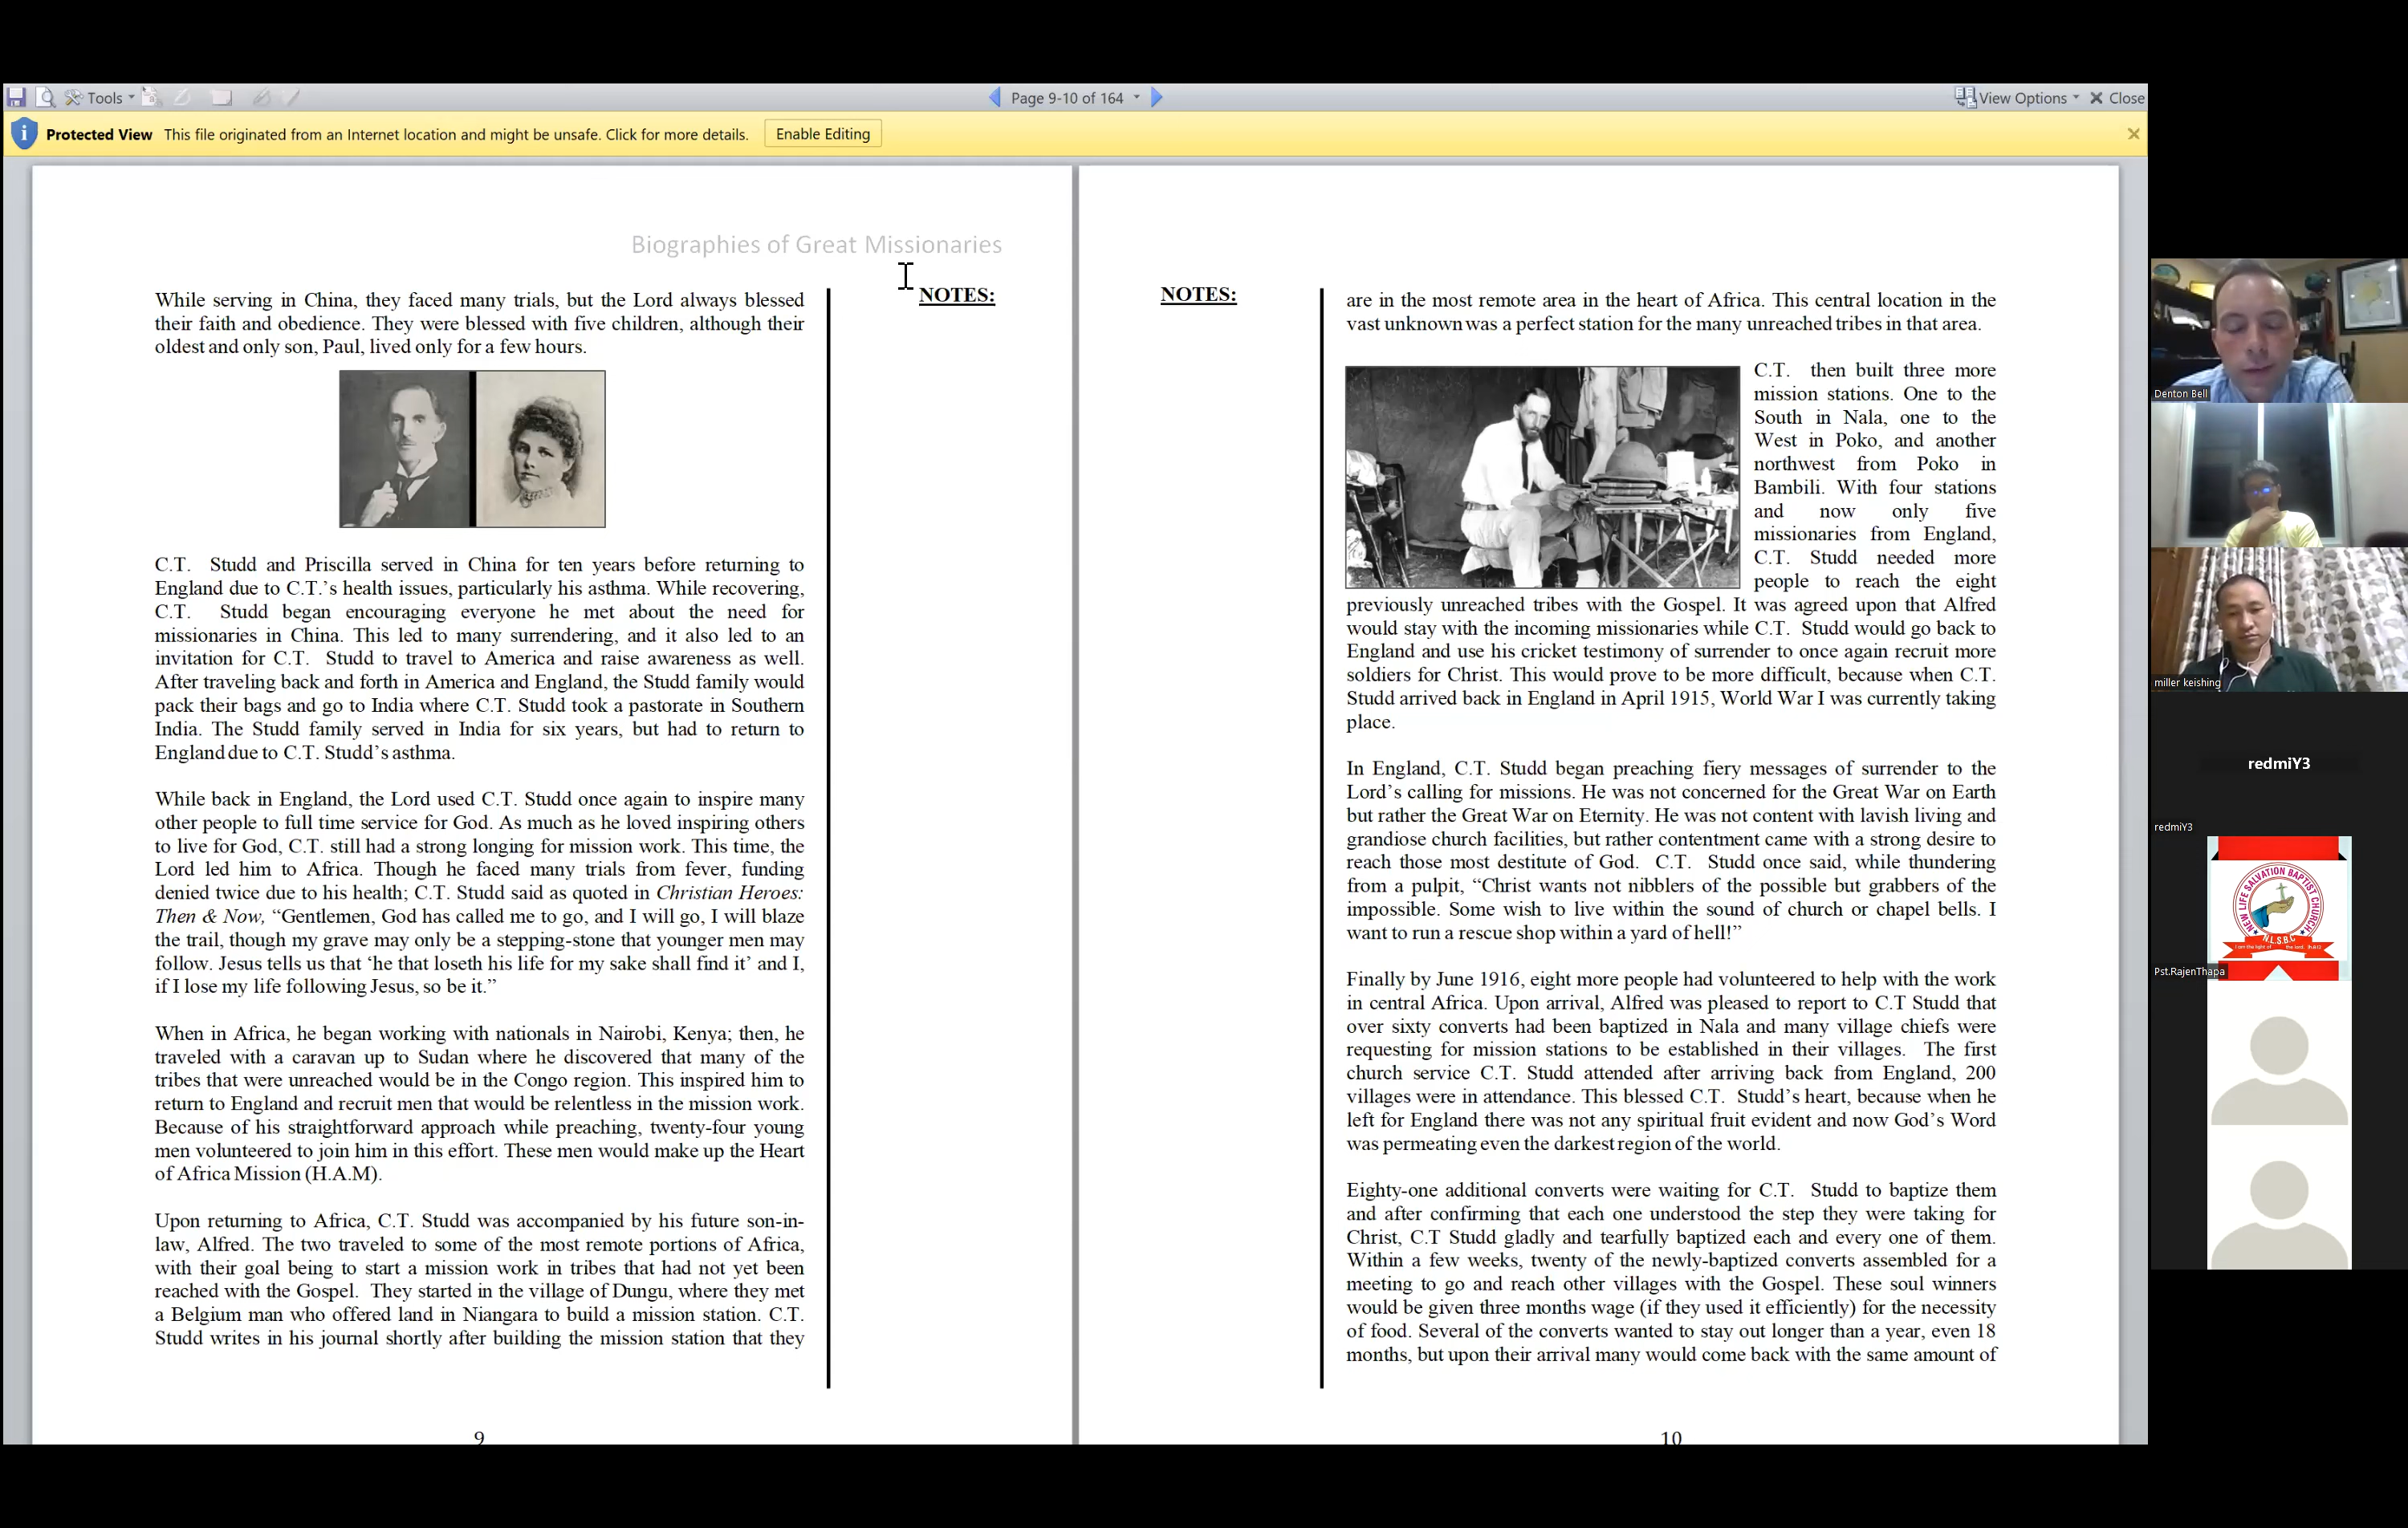 Tools
Page 9-10 of 164
View Options
Close
Protected View This file originated from an Internet location and might be unsafe. Click for more details.
Enable Editing
Biographies of Great Missionaries
NOTES:
While serving in China, they faced many trials, but the Lord always blessed
their faith and obedience. They were blessed with five children, although their
oldest and only son, Paul, lived only for a few hours.
C.T. Studd and Priscilla served in China for ten years before returning to
England due to C.T.'s health issues, particularly his asthma. While recovering,
C.T. Studd began encouraging everyone he met about the need for
missionaries in China. This led to many surrendering, and it also led to an
invitation for C.T. Studd to travel to America and raise awareness as well.
After traveling back and forth in America and England, the Studd family would
pack their bags and go to India where C.T. Studd took a pastorate in Southern
India. The Studd family served in India for six years, but had to return to
England due to C.T. Studd's asthma.
While back in England, the Lord used C.T. Studd once again to inspire many
other people to full time service for God. As much as he loved inspiring others
to live for God, C.T. still had a strong longing for mission work. This time, the
Lord led him to Africa. Though he faced many trials from fever, funding
denied twice due to his health; C.T. Studd said as quoted in Christian Heroes:
Then & Now, “Gentlemen, God has called me to go, and I will go, I will blaze
the trail, though my grave may only be a stepping-stone that younger men may
follow. Jesus tells us that ‘he that loseth his life for my sake shall find it’ and I,
if I lose my life following Jesus, so be it.”
When in Africa, he began working with nationals in Nairobi, Kenya; then, he
traveled with a caravan up to Sudan where he discovered that many of the
tribes that were unreached would be in the Congo region. This inspired him to
return to England and recruit men that would be relentless in the mission work.
Because of his straightforward approach while preaching, twenty-four young
men volunteered to join him in this effort. These men would make up the Heart
of Africa Mission (H.A.M).
Upon returning to Africa, C.T. Studd was accompanied by his future son-in-
law, Alfred. The two traveled to some of the most remote portions of Africa,
with their goal being to start a mission work in tribes that had not yet been
reached with the Gospel. They started in the village of Dungu, where they met
a Belgium man who offered land in Niangara to build a mission station. C.T.
Studd writes in his journal shortly after building the mission station that they
9
NOTES:
are in the most remote area in the heart of Africa. This central location in the
vast unknown was a perfect station for the many unreached tribes in that area.
C.T. then built three more
mission stations. One to the
South in Nala, one to the
West in Poko, and another
northwest from Poko in
Bambili. With four stations
and now only five
missionaries from England,
C.T. Studd needed more
people to reach the eight
previously unreached tribes with the Gospel. It was agreed upon that Alfred
would stay with the incoming missionaries while C.T. Studd would go back to
England and use his cricket testimony of surrender to once again recruit more
soldiers for Christ. This would prove to be more difficult, because when C.T.
Studd arrived back in England in April 1915, World War I was currently taking
place.
In England, C.T. Studd began preaching fiery messages of surrender to the
Lord's calling for missions. He was not concerned for the Great War on Earth
but rather the Great War on Eternity. He was not content with lavish living and
grandiose church facilities, but rather contentment came with a strong desire to
reach those most destitute of God. C.T. Studd once said, while thundering
from a pulpit, “Christ wants not nibblers of the possible but grabbers of the
impossible. Some wish to live within the sound of church or chapel bells. I
want to run a rescue shop within a yard of hell!”
Finally by June 1916, eight more people had volunteered to help with the work
in central Africa. Upon arrival, Alfred was pleased to report to C.T Studd that
over sixty converts had been baptized in Nala and many village chiefs were
requesting for mission stations to be established in their villages. The first
church service C.T. Studd attended after arriving back from England, 200
villages were in attendance. This blessed C.T. Studd's heart, because when he
left for England there was not any spiritual fruit evident and now God's Word
was permeating even the darkest region of the world.
Eighty-one additional converts were waiting for C.T. Studd to baptize them
and after confirming that each one understood the step they were taking for
Christ, C.T Studd gladly and tearfully baptized each and every one of them.
Within a few weeks, twenty of the newly-baptized converts assembled for a
meeting to go and reach other villages with the Gospel. These soul winners
would be given three months wage (if they used it efficiently) for the necessity
of food. Several of the converts wanted to stay out longer than a year, even 18
months, but upon their arrival many would come back with the same amount of
10
Denton Bell
miller keishing
redmiY3
redmiY3
NEW LIFE SALVATION BAPTIST CHURCH
N.L.S.B.C
I am the light of the
Pst.RajenThapa